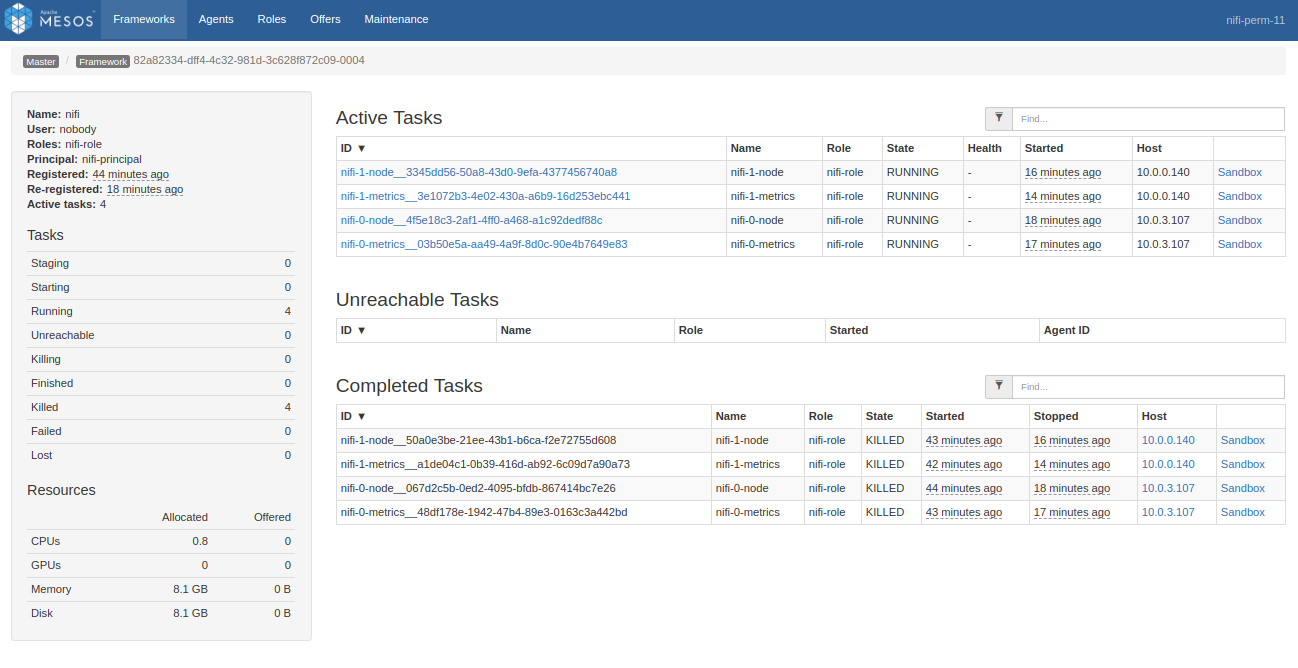 Apache MESOS Frameworks Agents Roles Offers Maintenance nifi-perm-11
Master / Framework 82a82334-dff4-4c32-981d-3c628f872c09-0004
Name: nifi
User: nobody
Roles: nifi-role
Principal: nifi-principal
Registered: 44 minutes ago
Re-registered: 18 minutes ago
Active tasks: 4
Tasks
Staging 0
Starting 0
Running 4
Unreachable 0
Killing 0
Finished 0
Killed 4
Failed 0
Lost 0
Resources
Allocated Offered
CPUs 0.8 0
GPUs 0 0
Memory 8.1 GB 0 B
Disk 8.1 GB 0 B
Active Tasks Find...
ID ▼ Name Role State Health Started Host
nifi-1-node__3345dd56-50a8-43d0-9efa-4377456740a8 nifi-1-node nifi-role RUNNING - 16 minutes ago 10.0.0.140 Sandbox
nifi-1-metrics__3e1072b3-4e02-430a-a6b9-16d253ebc441 nifi-1-metrics nifi-role RUNNING - 14 minutes ago 10.0.0.140 Sandbox
nifi-0-node__4f5e18c3-2af1-4ff0-a468-a1c92dedf88c nifi-0-node nifi-role RUNNING - 18 minutes ago 10.0.3.107 Sandbox
nifi-0-metrics__03b50e5a-aa49-4a9f-8d0c-90e4b7649e83 nifi-0-metrics nifi-role RUNNING - 17 minutes ago 10.0.3.107 Sandbox
Unreachable Tasks
ID ▼ Name Role Started Agent ID
Completed Tasks Find...
ID ▼ Name Role State Started Stopped Host
nifi-1-node__50a0e3be-21ee-43b1-b6ca-f2e72755d608 nifi-1-node nifi-role KILLED 43 minutes ago 16 minutes ago 10.0.0.140 Sandbox
nifi-1-metrics__a1de04c1-0b39-416d-ab92-6c09d7a90a73 nifi-1-metrics nifi-role KILLED 42 minutes ago 14 minutes ago 10.0.0.140 Sandbox
nifi-0-node__067d2c5b-0ed2-4095-bfdb-867414bc7e26 nifi-0-node nifi-role KILLED 44 minutes ago 18 minutes ago 10.0.3.107 Sandbox
nifi-0-metrics__48df178e-1942-47b4-89e3-0163c3a442bd nifi-0-metrics nifi-role KILLED 43 minutes ago 17 minutes ago 10.0.3.107 Sandbox